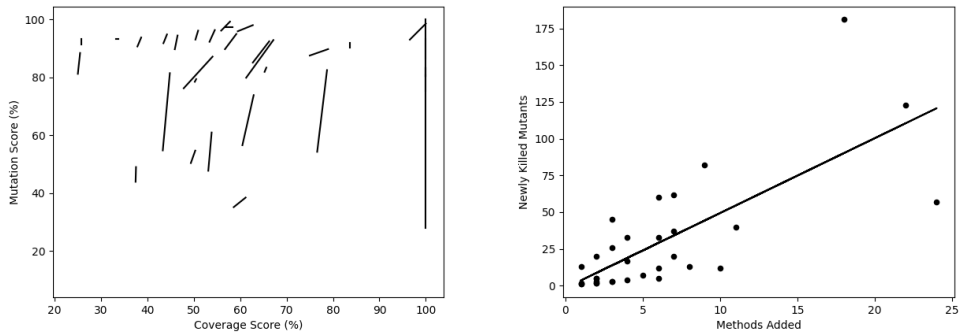 100
80
60
40
20
Mutation Score (%)
20 30 40 50 60 70 80 90 100
Coverage Score (%)
175
150
125
100
75
50
25
0
Newly Killed Mutants
0 5 10 15 20 25
Methods Added